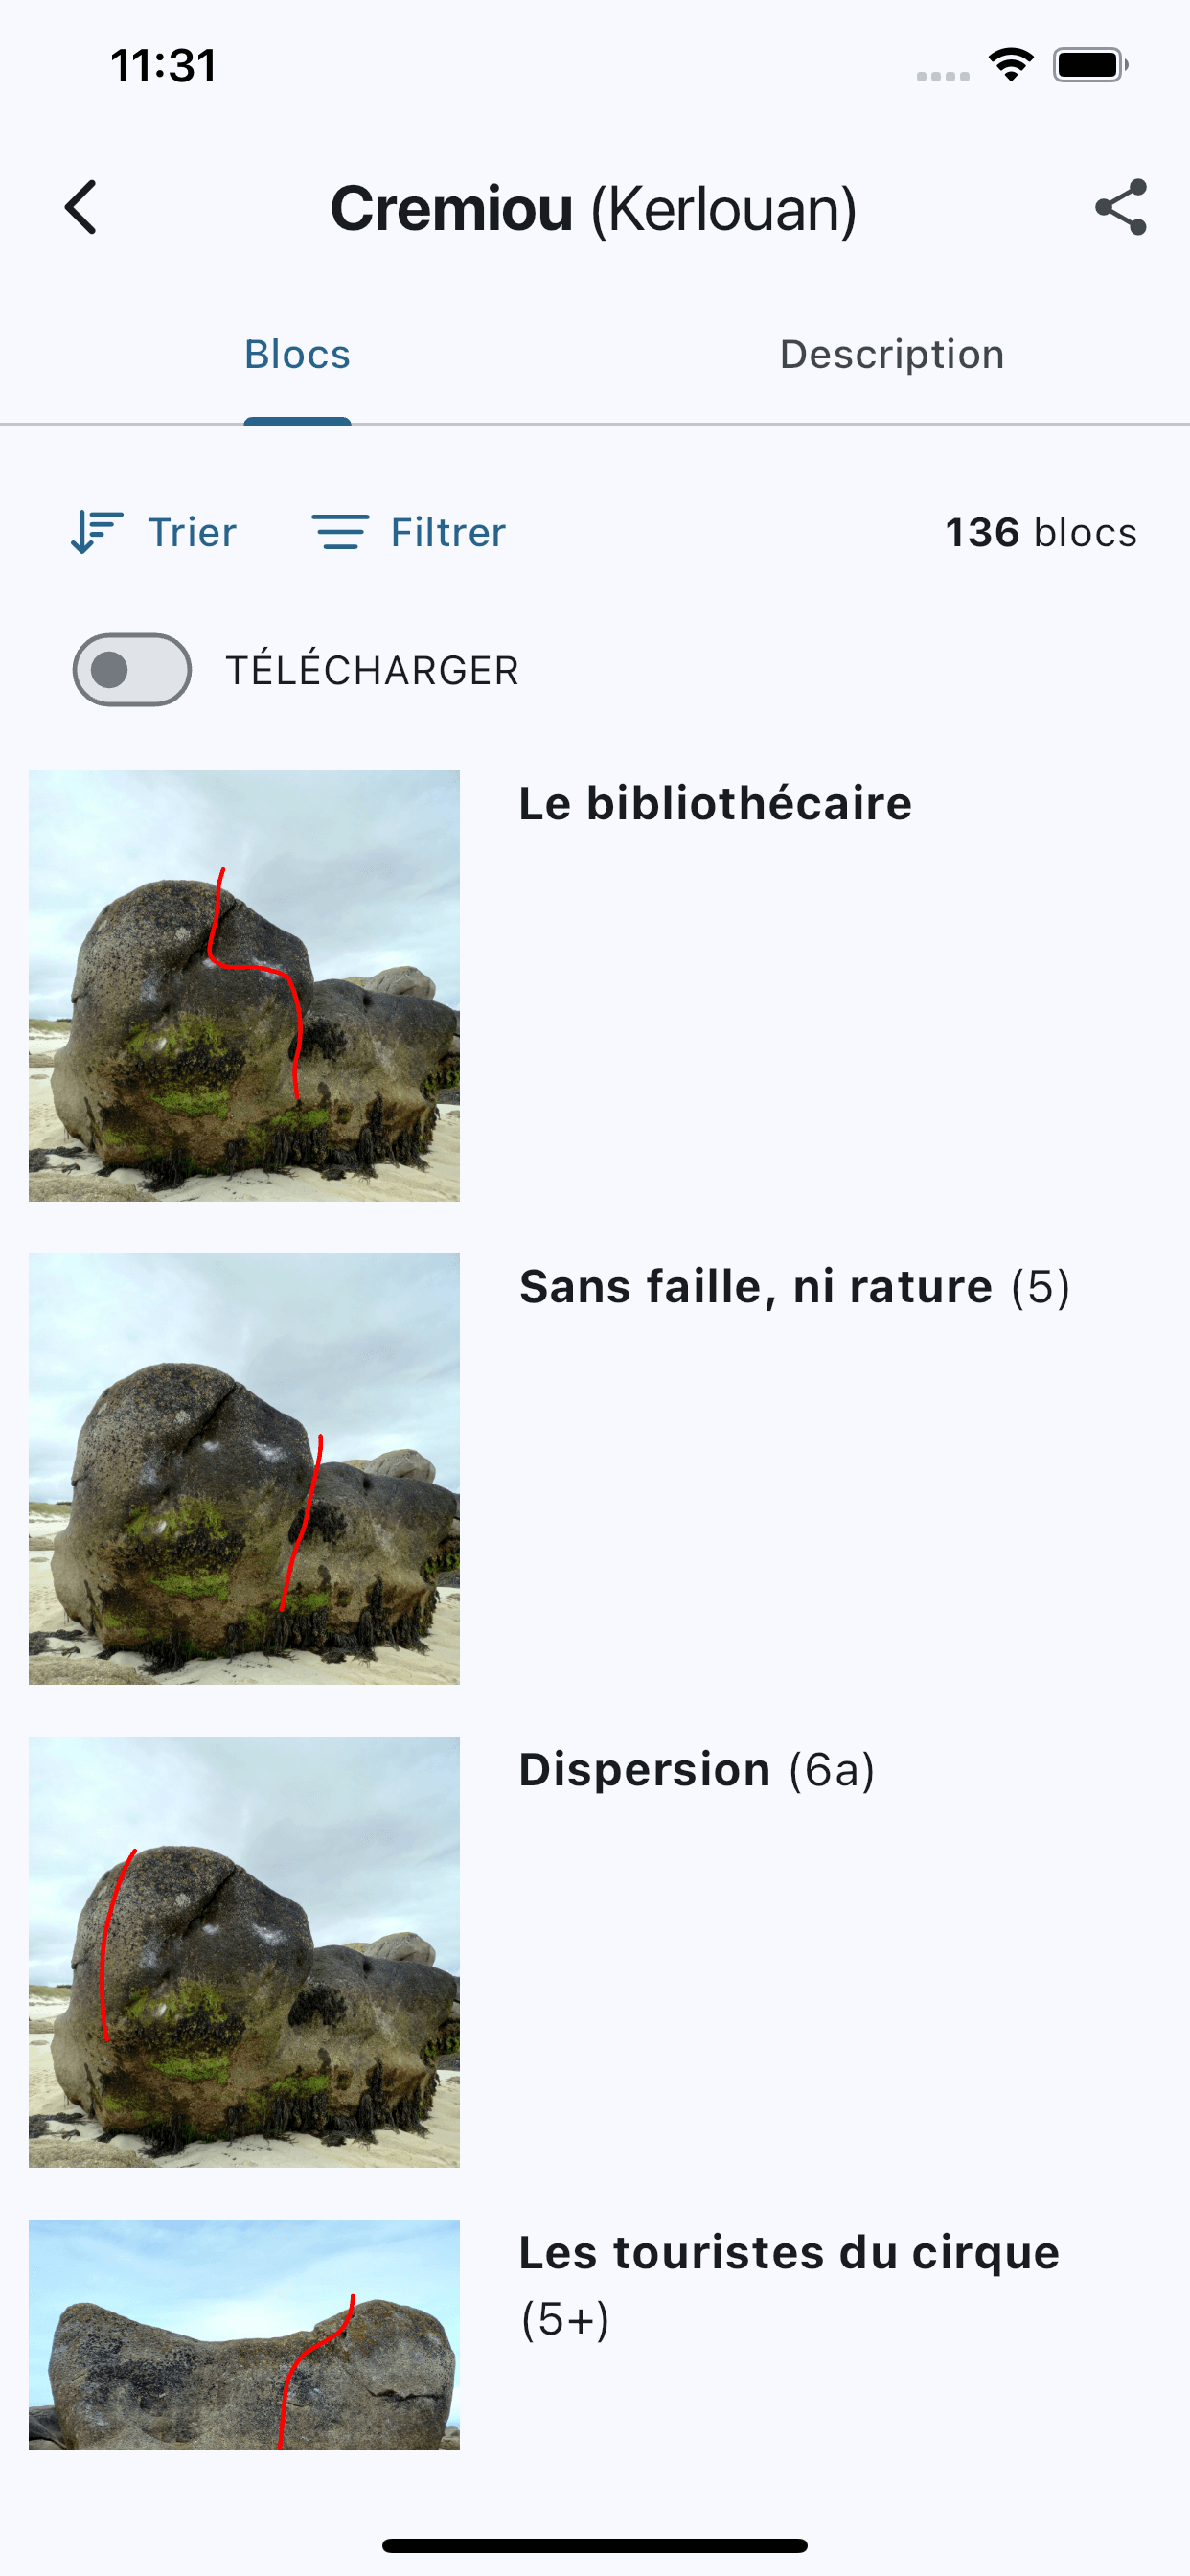 11:31
Cremiou (Kerlouan)
Blocs
Description
Trier
Filtrer
136 blocs
TÉLÉCHARGER
Le bibliothécaire
Sans faille, ni rature (5)
Dispersion (6a)
Les touristes du cirque
(5+)